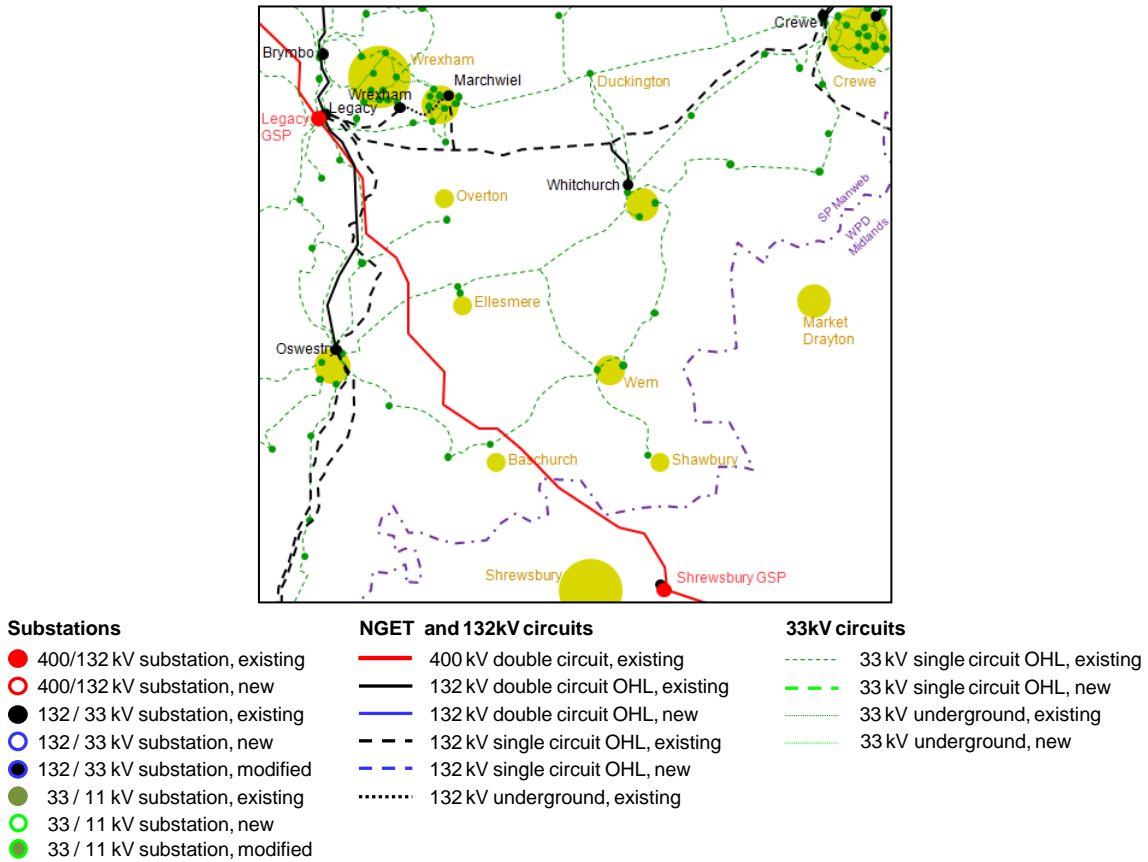 Crewe
Brymbo
Wrexham
Marchwiel
Duckington
Crewe
Wrexham
Legacy
Legacy
GSP
Whitchurch
Overton
SP Manweb
WPD
Midlands
Ellesmere
Market
Drayton
Oswestry
Wem
Baschurch
Shawbury
Shrewsbury
Shrewsbury GSP
Substations
400/132 kV substation, existing
400/132 kV substation, new
132 / 33 kV substation, existing
132 / 33 kV substation, new
132 / 33 kV substation, modified
33 / 11 kV substation, existing
33 / 11 kV substation, new
33 / 11 kV substation, modified
NGET and 132kV circuits
400 kV double circuit, existing
132 kV double circuit OHL, existing
132 kV double circuit OHL, new
132 kV single circuit OHL, existing
132 kV single circuit OHL, new
132 kV underground, existing
33kV circuits
33 kV single circuit OHL, existing
33 kV single circuit OHL, new
33 kV underground, existing
33 kV underground, new